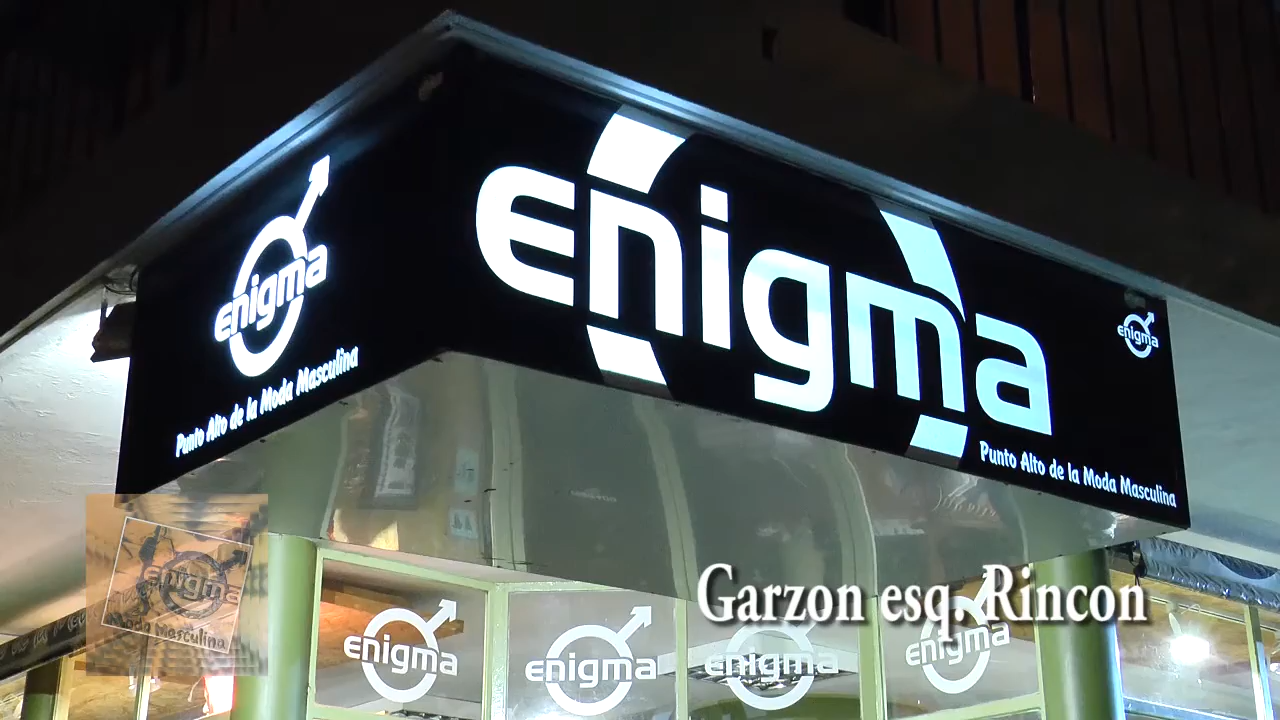 enigma
Punto Alto de la Moda Masculina
enigma
enigma
Punto Alto de la Moda Masculina
enigma
Moda Masculina
Garzon esq. Rincon
enigma
enigma
enigma
enigma